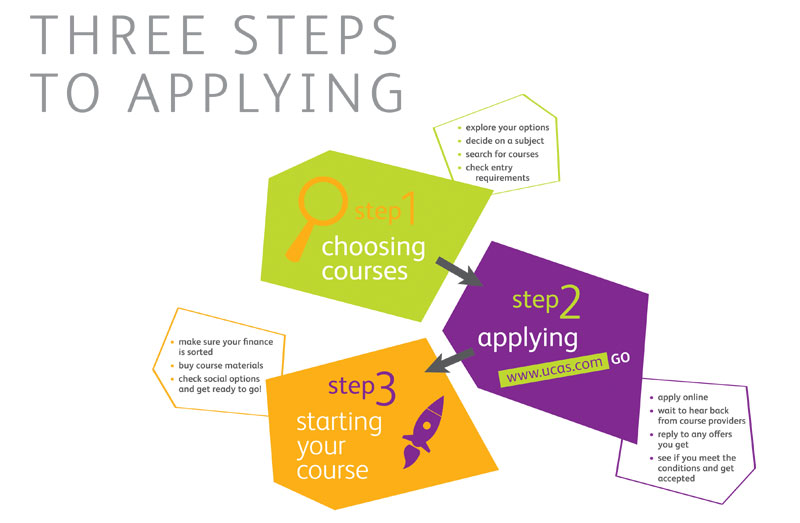 THREE STEPS
TO APPLYING
• explore your options
• decide on a subject
• search for courses
• check entry
requirements
step1
choosing
courses
step2
applying
www.ucas.com GO
• apply online
• wait to hear back
from course providers
• reply to any offers
you get
• see if you meet the
conditions and get
accepted
step3
starting
your
course
• make sure your finance
is sorted
• buy course materials
• check social options
and get ready to go!